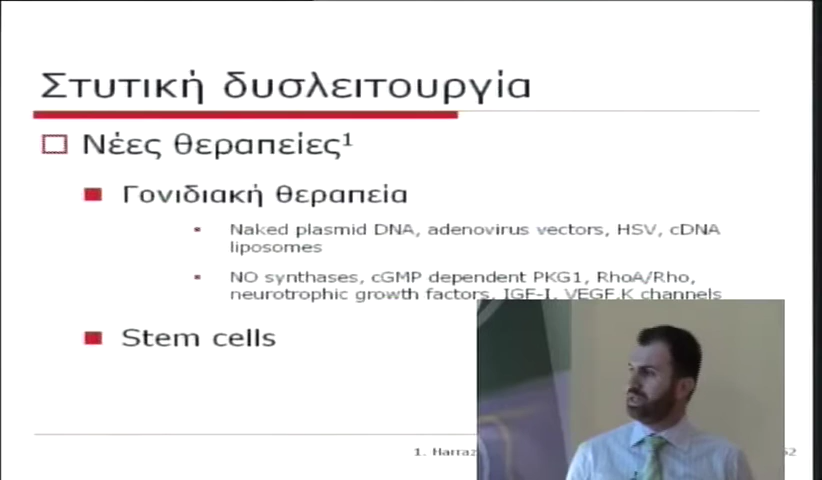 Στυτική δυσλειτουργία
Νέες θεραπείες¹
Γονιδιακή θεραπεία
Naked plasmid DNA, adenovirus vectors, HSV, cDNA
liposomes
NO synthases, cGMP dependent PKG1, RhoA/Rho,
neurotrophic growth factors, IGF-I, VEGF,K channels
Stem cells
1. Harraz
52